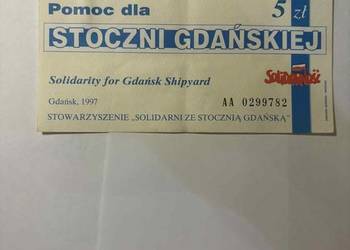 Pomoc dla 5 zł
STOCZNI GDAŃSKIEJ
Solidarity for Gdańsk Shipyard
Solidarność
Gdańsk, 1997 AA 0299782
STOWARZYSZENIE „SOLIDARNI ZE STOCZNIĄ GDAŃSKĄ"